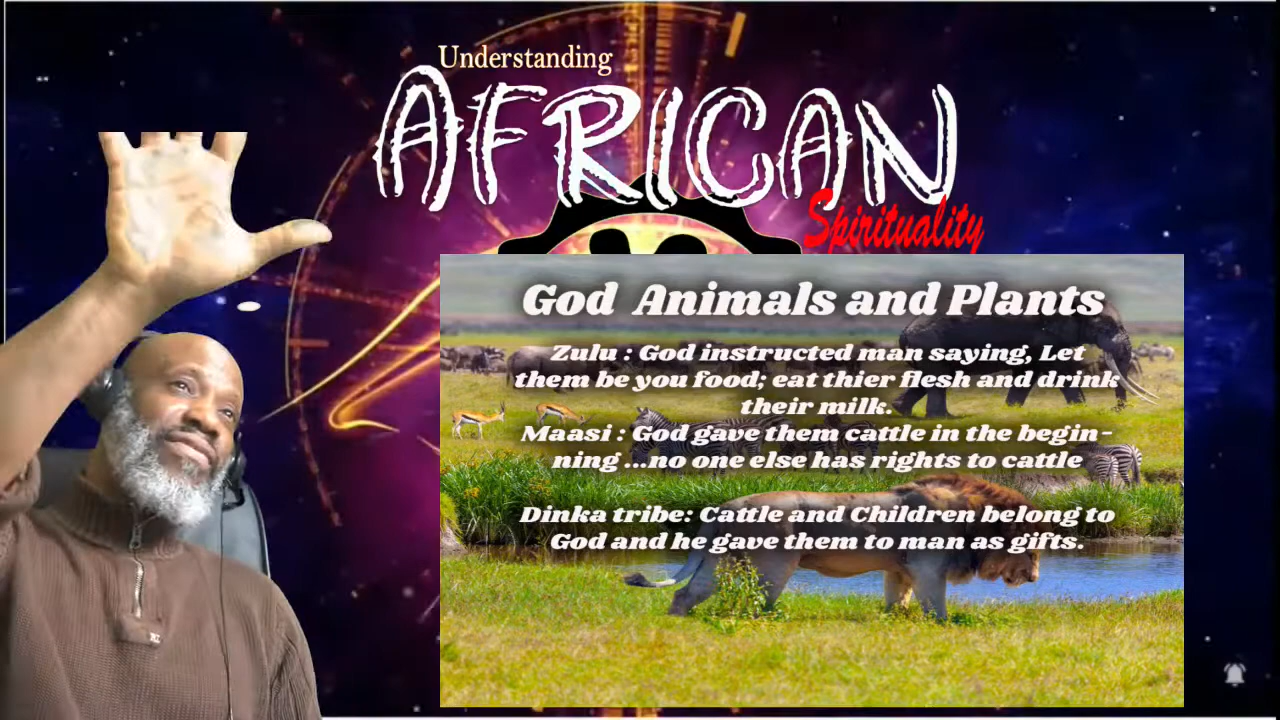 Understanding
AFRICAN
Spirituality
God Animals and Plants
Zulu : God instructed man saying, Let
them be you food; eat thier flesh and drink
their milk.
Maasi : God gave them cattle in the begin-
ning ...no one else has rights to cattle
Dinka tribe: Cattle and Children belong to
God and he gave them to man as gifts.